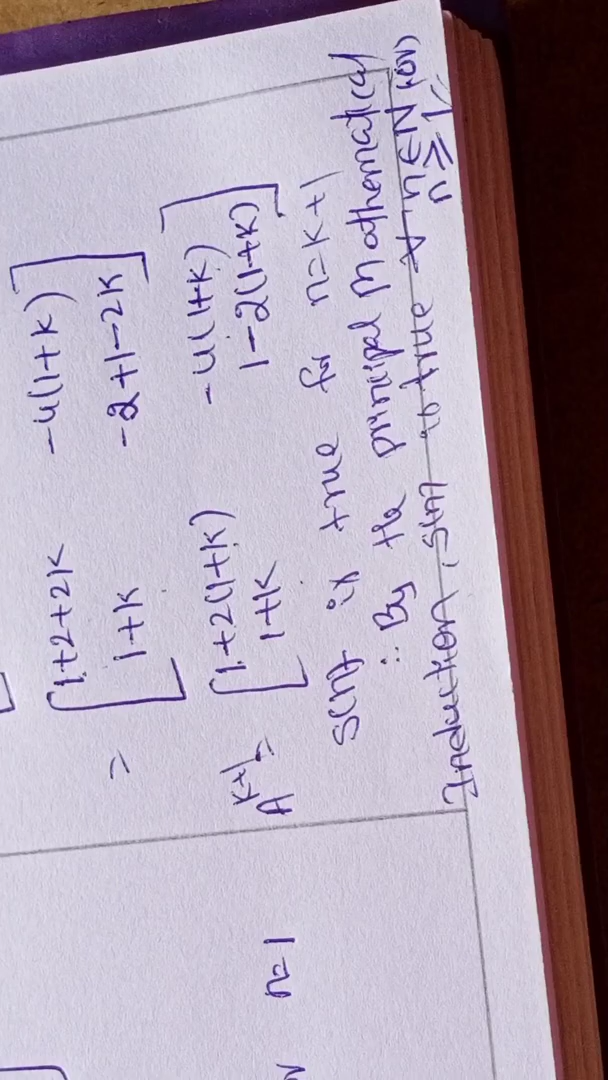 = [1+2+2K -4(1+K)
1+K -2+1-2K]
A^{K+1} = [1+2(1+K) -4(1+K)
1+K 1-2(1+K)]
S(n) is true for n=K+1
∴ By the principal Mathematical
Induction, S(n) is true ∀ n∈N (or)
n≥1
n=1